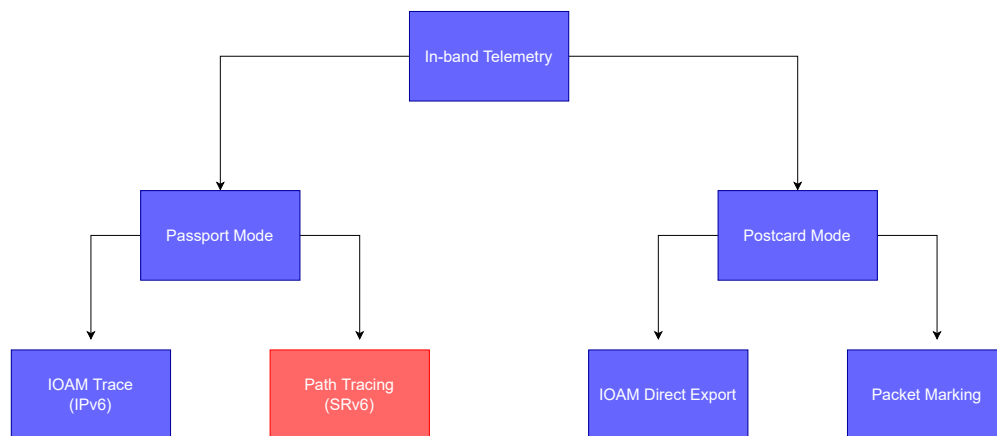 In-band Telemetry
Passport Mode
Postcard Mode
IOAM Trace
(IPv6)
Path Tracing
(SRv6)
IOAM Direct Export
Packet Marking